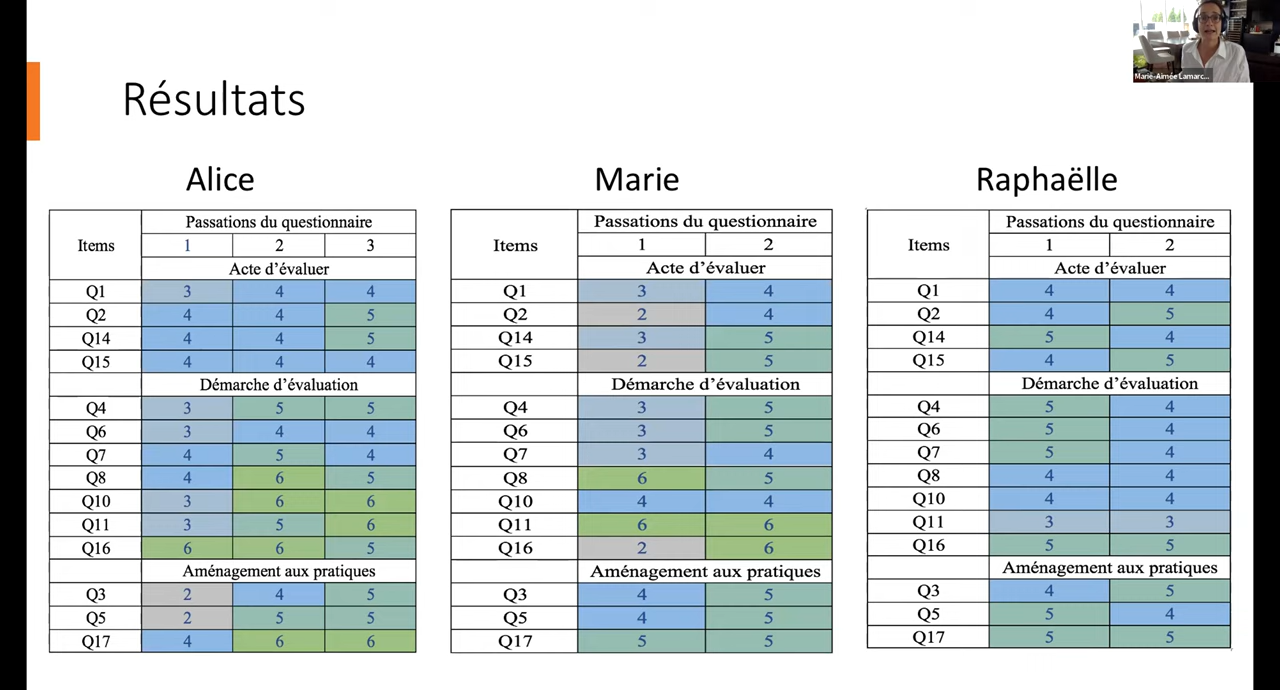 Marie-Aimée Lamarc...
Résultats
Alice
Passations du questionnaire
Items 1 2 3
Acte d’évaluer
Q1 3 4 4
Q2 4 4 5
Q14 4 4 5
Q15 4 4 4
Démarche d’évaluation
Q4 3 5 5
Q6 3 4 4
Q7 4 5 4
Q8 4 6 5
Q10 3 6 6
Q11 3 5 6
Q16 6 6 5
Aménagement aux pratiques
Q3 2 4 5
Q5 2 5 5
Q17 4 6 6
Marie
Passations du questionnaire
Items 1 2
Acte d’évaluer
Q1 3 4
Q2 2 4
Q14 3 5
Q15 2 5
Démarche d’évaluation
Q4 3 5
Q6 3 5
Q7 3 4
Q8 6 5
Q10 4 4
Q11 6 6
Q16 2 6
Aménagement aux pratiques
Q3 4 5
Q5 4 5
Q17 5 5
Raphaëlle
Passations du questionnaire
Items 1 2
Acte d’évaluer
Q1 4 4
Q2 4 5
Q14 5 4
Q15 4 5
Démarche d’évaluation
Q4 5 4
Q6 5 4
Q7 5 4
Q8 4 4
Q10 4 4
Q11 3 3
Q16 5 5
Aménagement aux pratiques
Q3 4 5
Q5 5 4
Q17 5 5